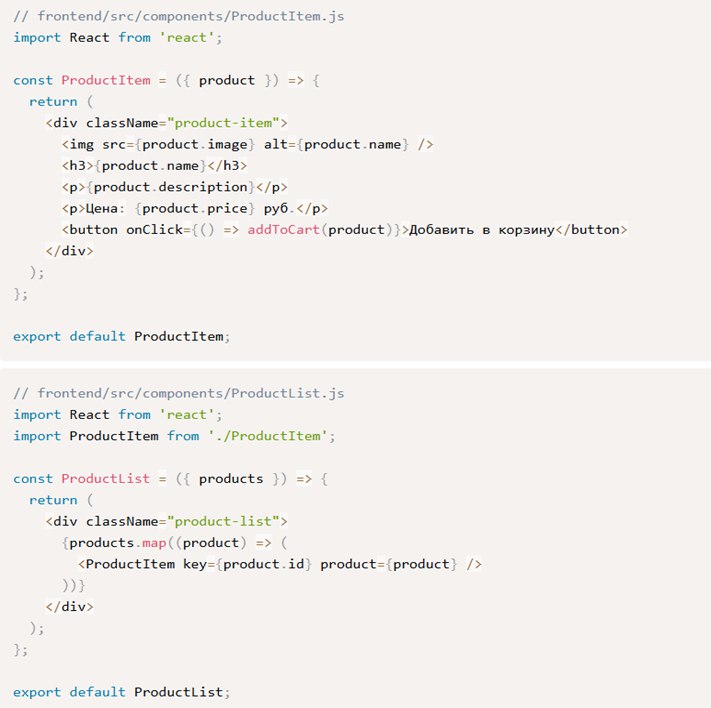 // frontend/src/components/ProductItem.js
import React from 'react';
const ProductItem = ({ product }) => {
  return (
    <div className="product-item">
      <img src={product.image} alt={product.name} />
      <h3>{product.name}</h3>
      <p>{product.description}</p>
      <p>Цена: {product.price} руб.</p>
      <button onClick={() => addToCart(product)}>Добавить в корзину</button>
    </div>
  );
};
export default ProductItem;
// frontend/src/components/ProductList.js
import React from 'react';
import ProductItem from './ProductItem';
const ProductList = ({ products }) => {
  return (
    <div className="product-list">
      {products.map((product) => (
        <ProductItem key={product.id} product={product} />
      ))}
    </div>
  );
};
export default ProductList;